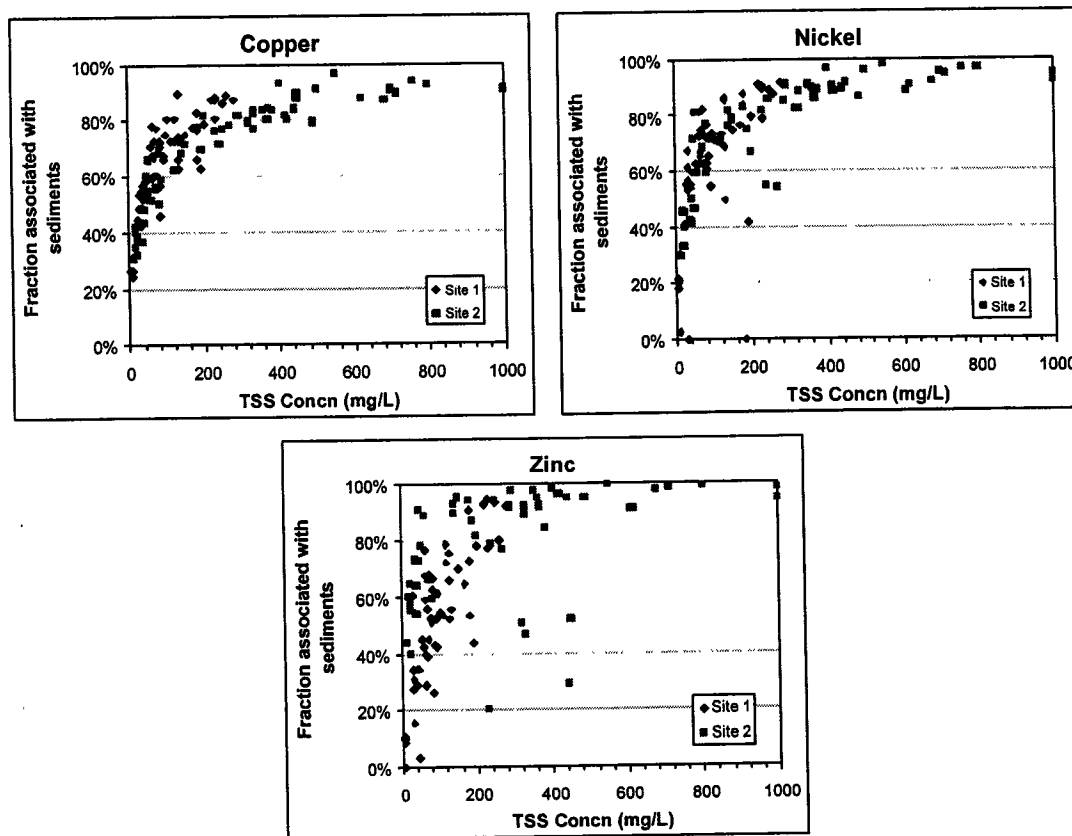 Copper
100%
80%
60%
40%
20%
0%
Fraction associated with
sediments
Site 1
Site 2
0 200 400 600 800 1000
TSS Concn (mg/L)
Nickel
100%
80%
60%
40%
20%
0%
Fraction associated with
sediments
Site 1
Site 2
0 200 400 600 800 1000
TSS Concn (mg/L)
Zinc
100%
80%
60%
40%
20%
0%
Fraction associated with
sediments
Site 1
Site 2
0 200 400 600 800 1000
TSS Concn (mg/L)